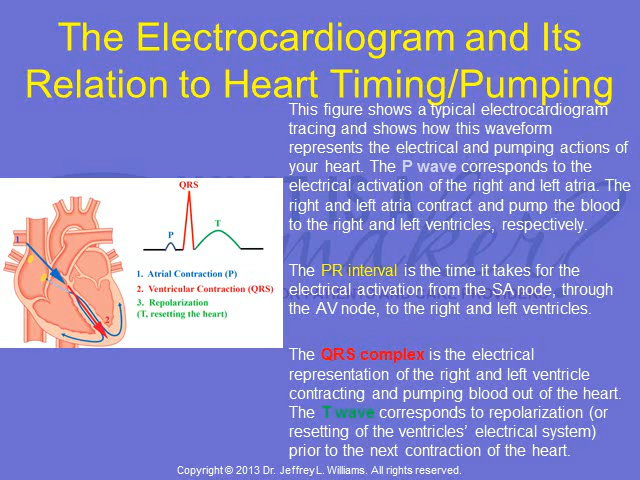 The Electrocardiogram and Its
Relation to Heart Timing/Pumping
This figure shows a typical electrocardiogram
tracing and shows how this waveform
represents the electrical and pumping actions of
your heart. The P wave corresponds to the
electrical activation of the right and left atria. The
right and left atria contract and pump the blood
to the right and left ventricles, respectively.
The PR interval is the time it takes for the
electrical activation from the SA node, through
the AV node, to the right and left ventricles.
The QRS complex is the electrical
representation of the right and left ventricle
contracting and pumping blood out of the heart.
The T wave corresponds to repolarization (or
resetting of the ventricles’ electrical system)
prior to the next contraction of the heart.
QRS
P
T
1
2
1. Atrial Contraction (P)
2. Ventricular Contraction (QRS)
3. Repolarization
(T, resetting the heart)
Copyright © 2013 Dr. Jeffrey L. Williams. All rights reserved.